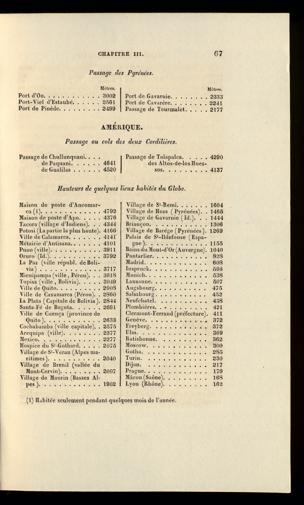 CHAPITRE III. 67
Passage des Pyrénées.
Mètres.
Port d'Oo. . . . . . . . . . . 3002
Port-Viel d'Estaubé. . . . . . 2561
Port de Pinède. . . . . . . . . 2499
Mètres.
Port de Gavarnie. . . . . . . . 2333
Port de Cavarère. . . . . . . . 2241
Passage de Tourmalet. . . . . 2177
AMÉRIQUE.
Passage ou cols des deux Cordilières.
Passage de Chullunquani. . . .
de Paquani. . . . . . 4641
de Gualilas . . . . . 4520
Passage de Tolapalca. . . . . . 4290
des Altos-de-los-Hues-
sos. . . . . . . . . . 4137
Hauteurs de quelques lieux habités du Globe.
Maison de poste d'Ancomar-
ca (1). . . . . . . . . . . . . 4792
Maison de poste d'Apo. . . . . 4376
Tacora (village d'Indiens). . . . 4344
Potosi (La partie la plus haute). 4166
Ville de Calamarca. . . . . . . 4141
Métairie d'Antisana. . . . . . . 4101
Puno (ville). . . . . . . . . . 3911
Oruro (Id.). . . . . . . . . . . 3792
La Paz (ville républ. de Boli-
via) . . . . . . . . . . . . . 3717
Micuipampa (ville, Pérou). . . 3618
Tupisa (ville, Bolivia). . . . . 3049
Ville de Quito. . . . . . . . . 2908
Ville de Caxamarca (Pérou). . 2860
La Plata (Capitale de Bolivia). 2844
Santa-Fé de Bogota. . . . . . . 2661
Ville de Cuença (province de
Quito). . . . . . . . . . . . 2633
Cochabamba (ville capitale). . 2575
Arequipa (ville). . . . . . . . 2377
Mexico. . . . . . . . . . . . . 2277
Hospice du St-Gothard. . . . . 2075
Village de St-Veran (Alpes ma-
ritimes). . . . . . . . . . . . 2040
Village de Breuil (vallée du
Mont-Cervin). . . . . . . . . 2007
Village de Maurin (Basses Al-
pes). . . . . . . . . . . . . 1902
Village de St-Remi. . . . . . . 1604
Village de Heas (Pyrénées). . . 1465
Village de Gavarnie (Id.). . . . 1444
Briançon. . . . . . . . . . . . 1306
Village de Barège (Pyrénées). 1269
Palais de St-Ildefonse (Espa-
gne). . . . . . . . . . . . . 1155
Bains du Mont-d'Or (Auvergne). 1040
Pontarlier. . . . . . . . . . . . 828
Madrid. . . . . . . . . . . . . 608
Inspruck. . . . . . . . . . . . 566
Munich. . . . . . . . . . . . . 538
Lausanne. . . . . . . . . . . . 507
Augsbourg. . . . . . . . . . . 475
Salzbourg. . . . . . . . . . . . 452
Neufchâtel. . . . . . . . . . . 438
Plombières. . . . . . . . . . . 421
Clermont-Ferrand (préfecture). 411
Genève. . . . . . . . . . . . . 372
Freyberg. . . . . . . . . . . . 372
Ulm. . . . . . . . . . . . . . 369
Ratisbonne. . . . . . . . . . . 362
Moscow. . . . . . . . . . . . . 300
Gotha. . . . . . . . . . . . . . 285
Turin. . . . . . . . . . . . . . 230
Dijon. . . . . . . . . . . . . . 217
Prague. . . . . . . . . . . . . 179
Mâcon (Saône). . . . . . . . . 168
Lyon (Rhône). . . . . . . . . . 162
(1) Habitée seulement pendant quelques mois de l'année.